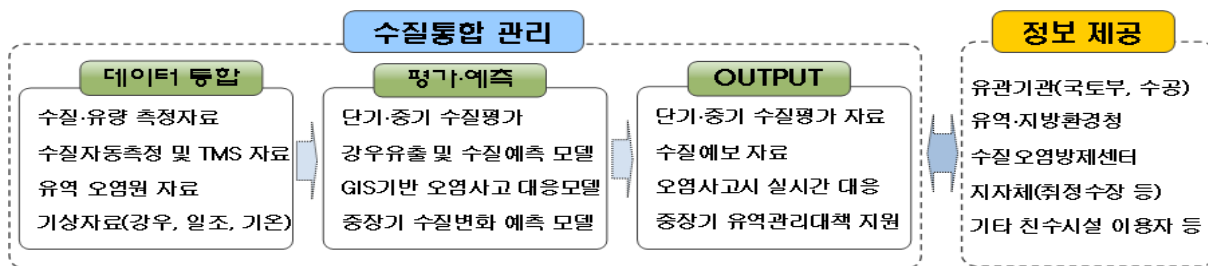 수질통합 관리
데이터 통합
수질·유량 측정자료
수질자동측정 및 TMS 자료
유역 오염원 자료
기상자료(강우, 일조, 기온)
평가·예측
단기·중기 수질평가
강우유출 및 수질예측 모델
GIS기반 오염사고 대응모델
중장기 수질변화 예측 모델
OUTPUT
단기·중기 수질평가 자료
수질예보 자료
오염사고시 실시간 대응
중장기 유역관리대책 지원
정보 제공
유관기관(국토부, 수공)
유역·지방환경청
수질오염방제센터
지자체(취정수장 등)
기타 친수시설 이용자 등